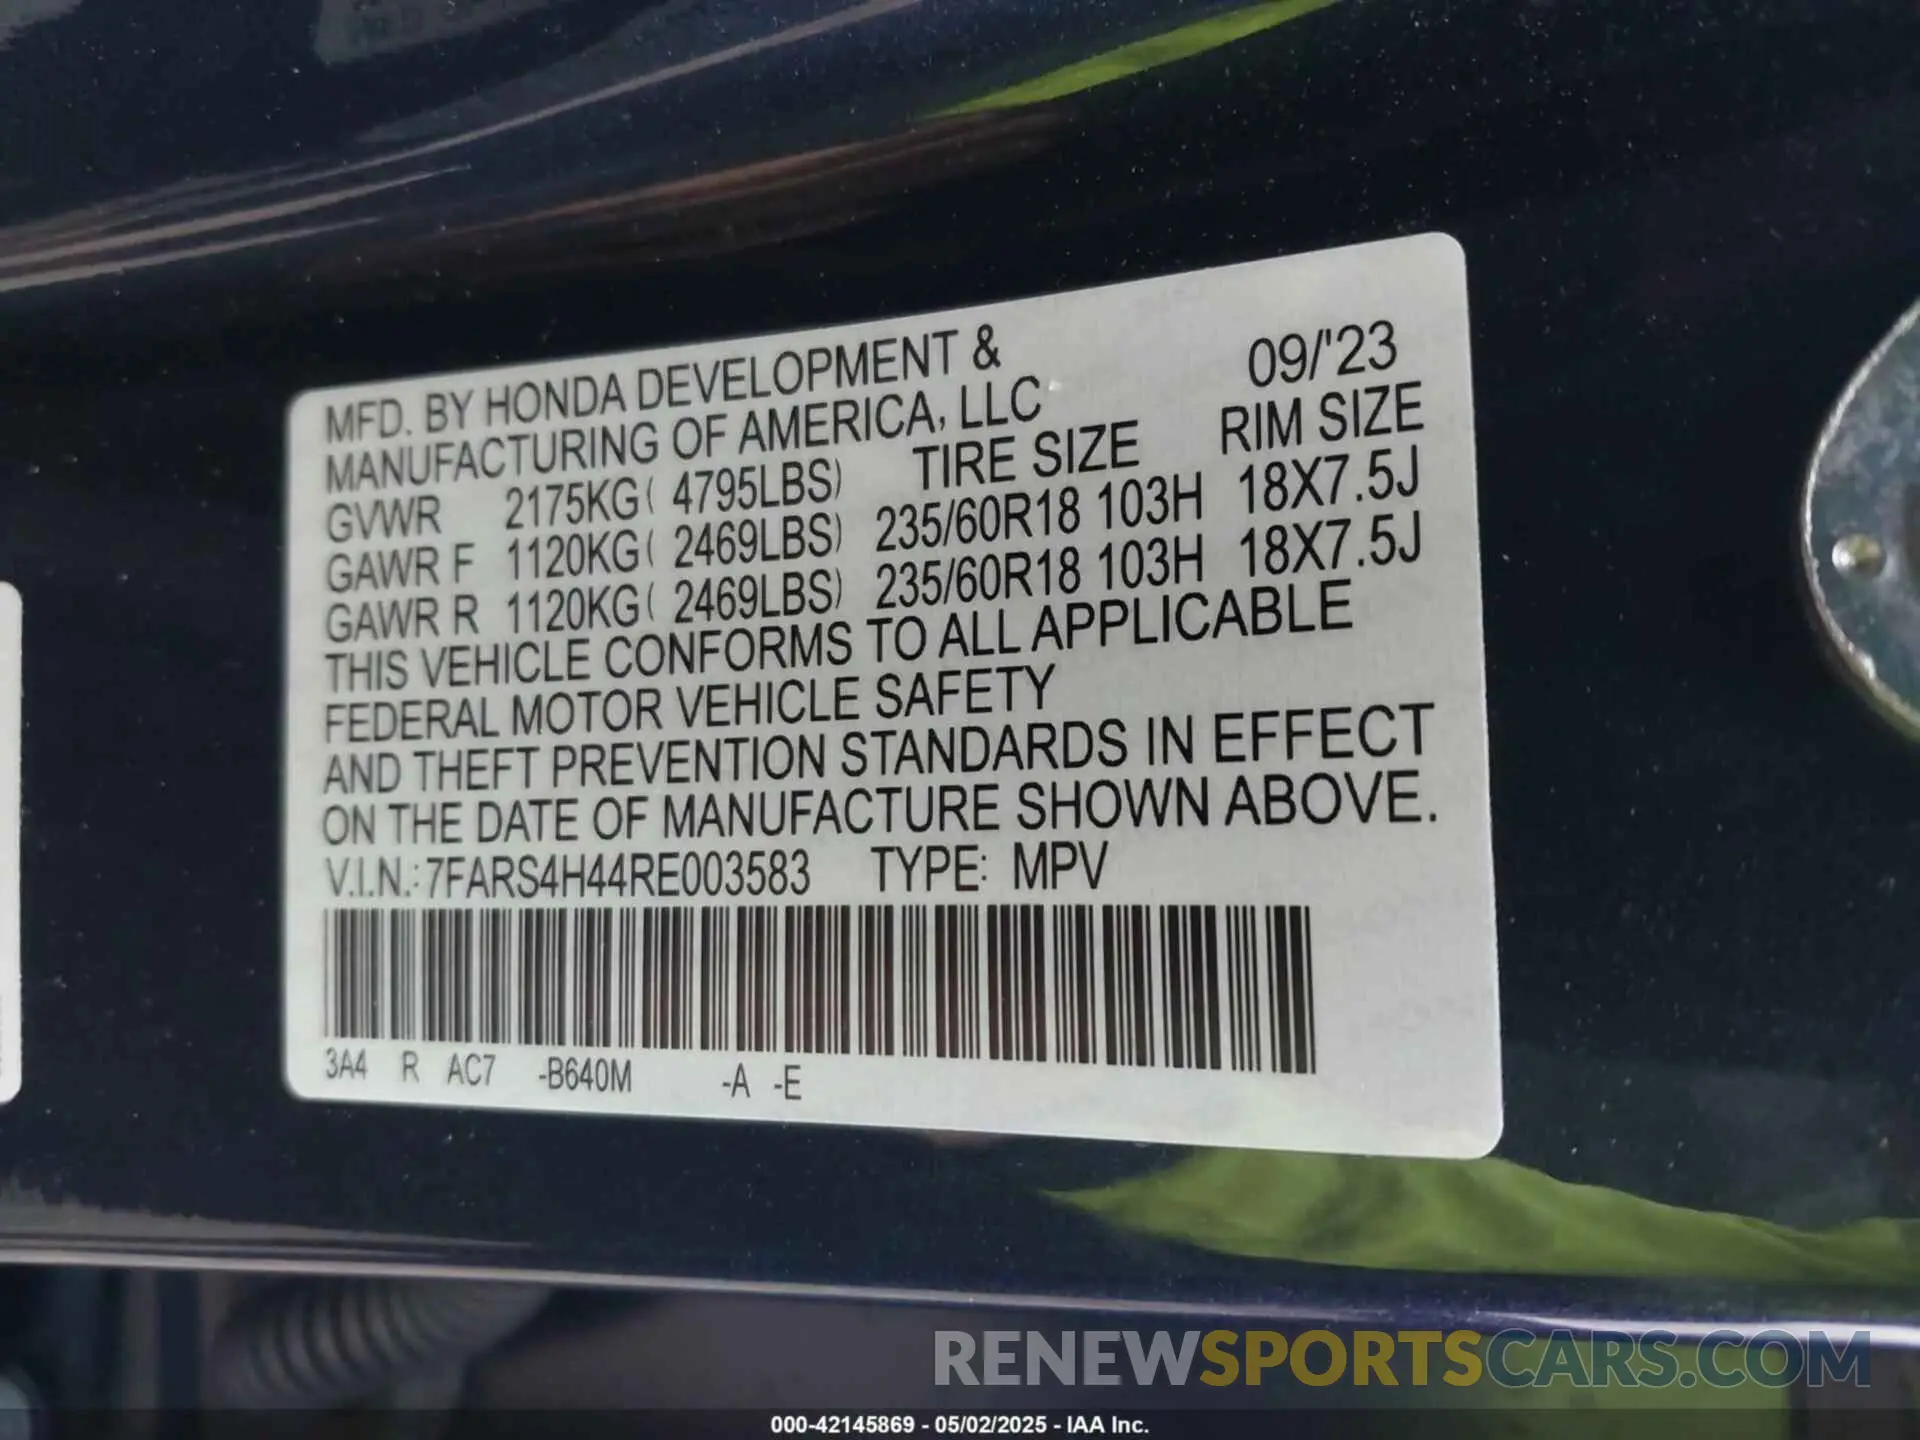 MFD. BY HONDA DEVELOPMENT &
MANUFACTURING OF AMERICA, LLC 09/'23
GVWR 2175KG( 4795LBS) TIRE SIZE RIM SIZE
GAWR F 1120KG( 2469LBS) 235/60R18 103H 18X7.5J
GAWR R 1120KG( 2469LBS) 235/60R18 103H 18X7.5J
THIS VEHICLE CONFORMS TO ALL APPLICABLE
FEDERAL MOTOR VEHICLE SAFETY
AND THEFT PREVENTION STANDARDS IN EFFECT
ON THE DATE OF MANUFACTURE SHOWN ABOVE.
V.I.N.: 7FARS4H44RE003583 TYPE: MPV
3A4 R AC7 -B640M -A -E
RENEWSPORTSCARS.COM
000-42145869 - 05/02/2025 - IAA Inc.